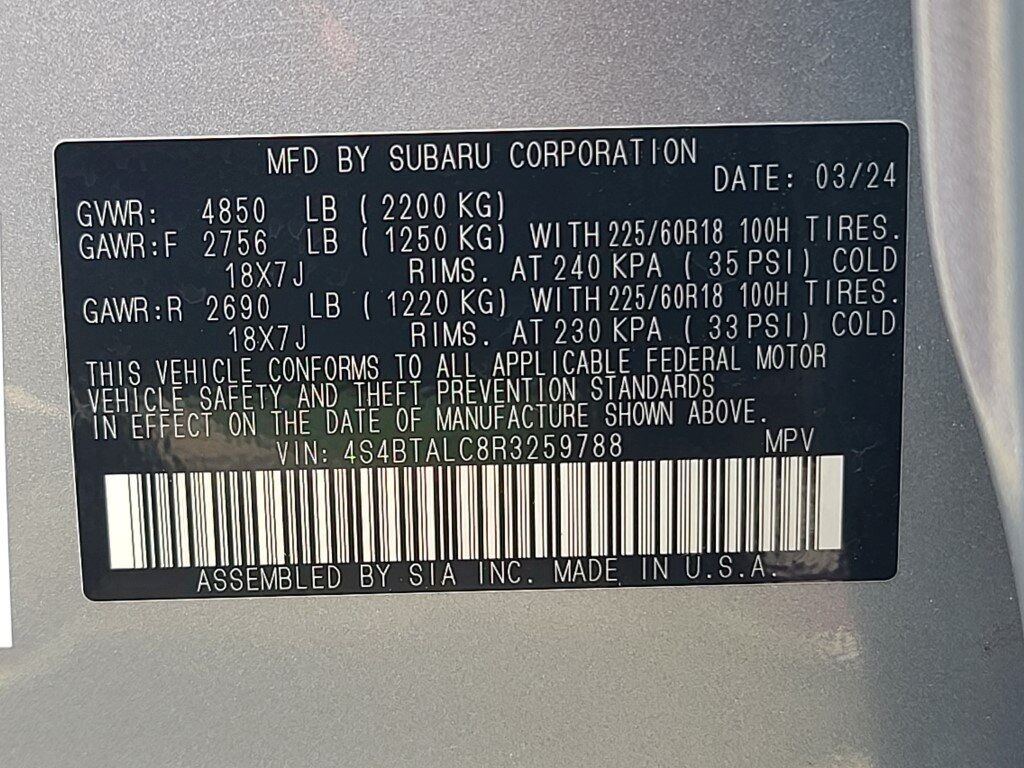 MFD BY SUBARU CORPORATION
DATE: 03/24
GVWR: 4850 LB ( 2200 KG)
GAWR:F 2756 LB ( 1250 KG) WITH 225/60R18 100H TIRES.
18X7J RIMS. AT 240 KPA ( 35 PSI) COLD
GAWR:R 2690 LB ( 1220 KG) WITH 225/60R18 100H TIRES.
18X7J RIMS. AT 230 KPA ( 33 PSI) COLD
THIS VEHICLE CONFORMS TO ALL APPLICABLE FEDERAL MOTOR
VEHICLE SAFETY AND THEFT PREVENTION STANDARDS
IN EFFECT ON THE DATE OF MANUFACTURE SHOWN ABOVE.
VIN: 4S4BTALC8R3259788 MPV
ASSEMBLED BY SIA INC. MADE IN U.S.A.